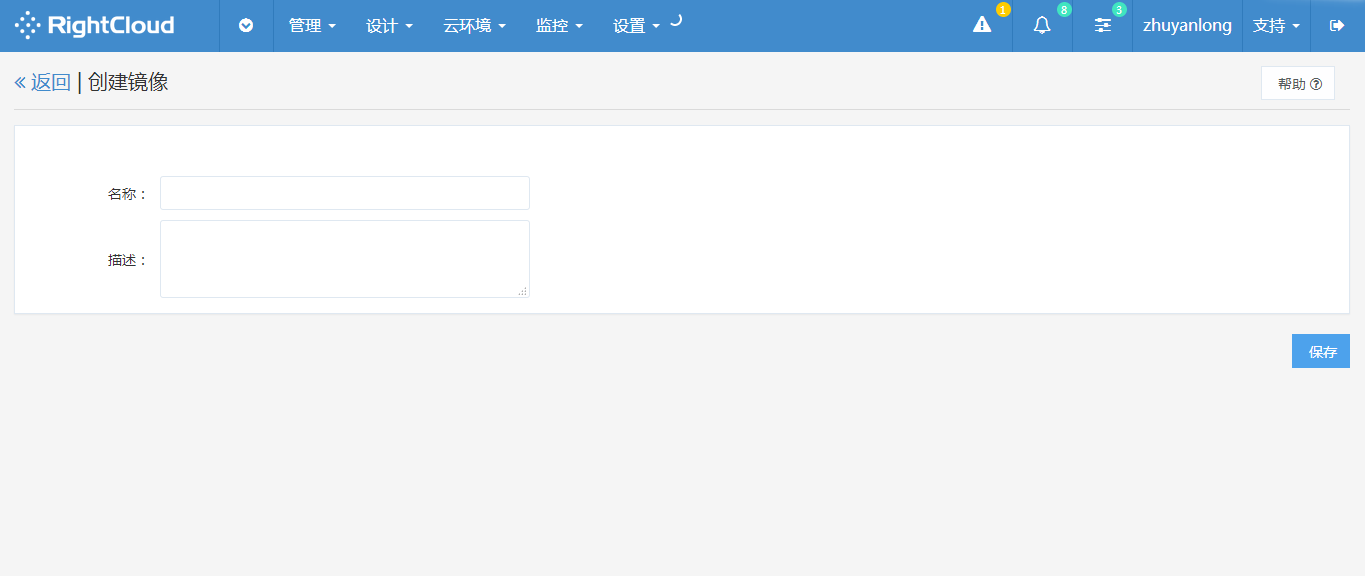 RightCloud 管理 设计 云环境 监控 设置 1 8 3 zhuyanlong 支持
« 返回 | 创建镜像 帮助
名称：
描述：
保存